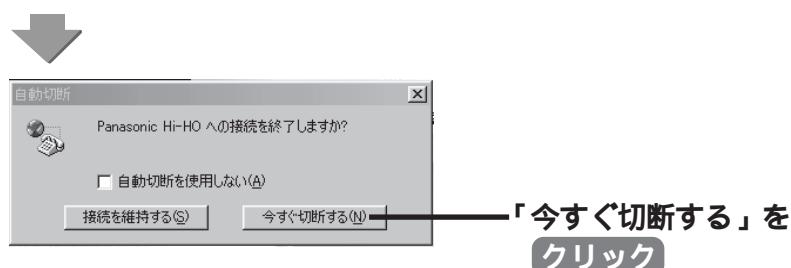 自動切断
Panasonic Hi-HO への接続を終了しますか?
自動切断を使用しない(A)
接続を維持する(S) 今すぐ切断する(N)
「今すぐ切断する」を
クリック